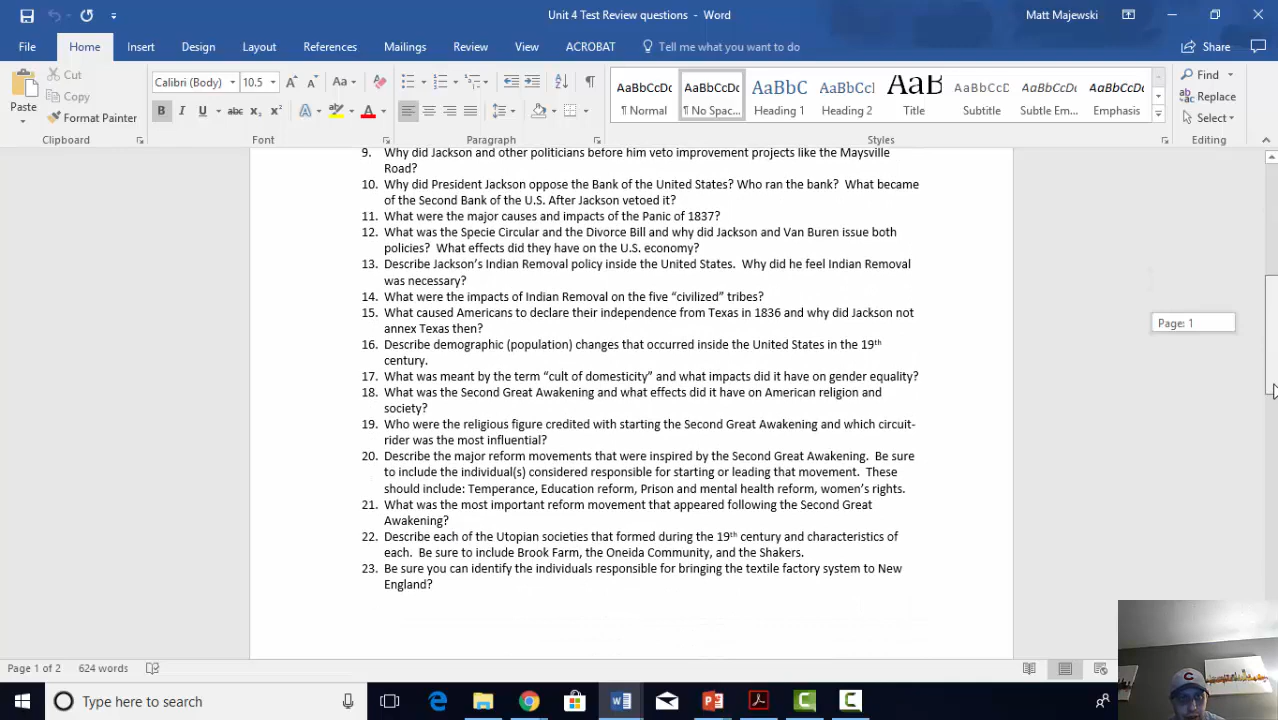 Unit 4 Test Review questions - Word
Matt Majewski
File Home Insert Design Layout References Mailings Review View ACROBAT Tell me what you want to do Share
Cut
Copy
Paste
Format Painter
Calibri (Body) 10.5
Clipboard Font Paragraph Styles Editing
AaBbCcDc AaBbCcDc AaBbC AaBbCcl AaB AaBbCcD AaBbCcDc AaBbCcDc
¶ Normal ¶ No Spac... Heading 1 Heading 2 Title Subtitle Subtle Em... Emphasis
Find
Replace
Select
9. Why did Jackson and other politicians before him veto improvement projects like the Maysville
Road?
10. Why did President Jackson oppose the Bank of the United States? Who ran the bank? What became
of the Second Bank of the U.S. After Jackson vetoed it?
11. What were the major causes and impacts of the Panic of 1837?
12. What was the Specie Circular and the Divorce Bill and why did Jackson and Van Buren issue both
policies? What effects did they have on the U.S. economy?
13. Describe Jackson's Indian Removal policy inside the United States. Why did he feel Indian Removal
was necessary?
14. What were the impacts of Indian Removal on the five “civilized” tribes?
15. What caused Americans to declare their independence from Texas in 1836 and why did Jackson not
annex Texas then?
16. Describe demographic (population) changes that occurred inside the United States in the 19th
century.
17. What was meant by the term “cult of domesticity” and what impacts did it have on gender equality?
18. What was the Second Great Awakening and what effects did it have on American religion and
society?
19. Who were the religious figure credited with starting the Second Great Awakening and which circuit-
rider was the most influential?
20. Describe the major reform movements that were inspired by the Second Great Awakening. Be sure
to include the individual(s) considered responsible for starting or leading that movement. These
should include: Temperance, Education reform, Prison and mental health reform, women's rights.
21. What was the most important reform movement that appeared following the Second Great
Awakening?
22. Describe each of the Utopian societies that formed during the 19th century and characteristics of
each. Be sure to include Brook Farm, the Oneida Community, and the Shakers.
23. Be sure you can identify the individuals responsible for bringing the textile factory system to New
England?
Page: 1
Page 1 of 2 624 words
Type here to search